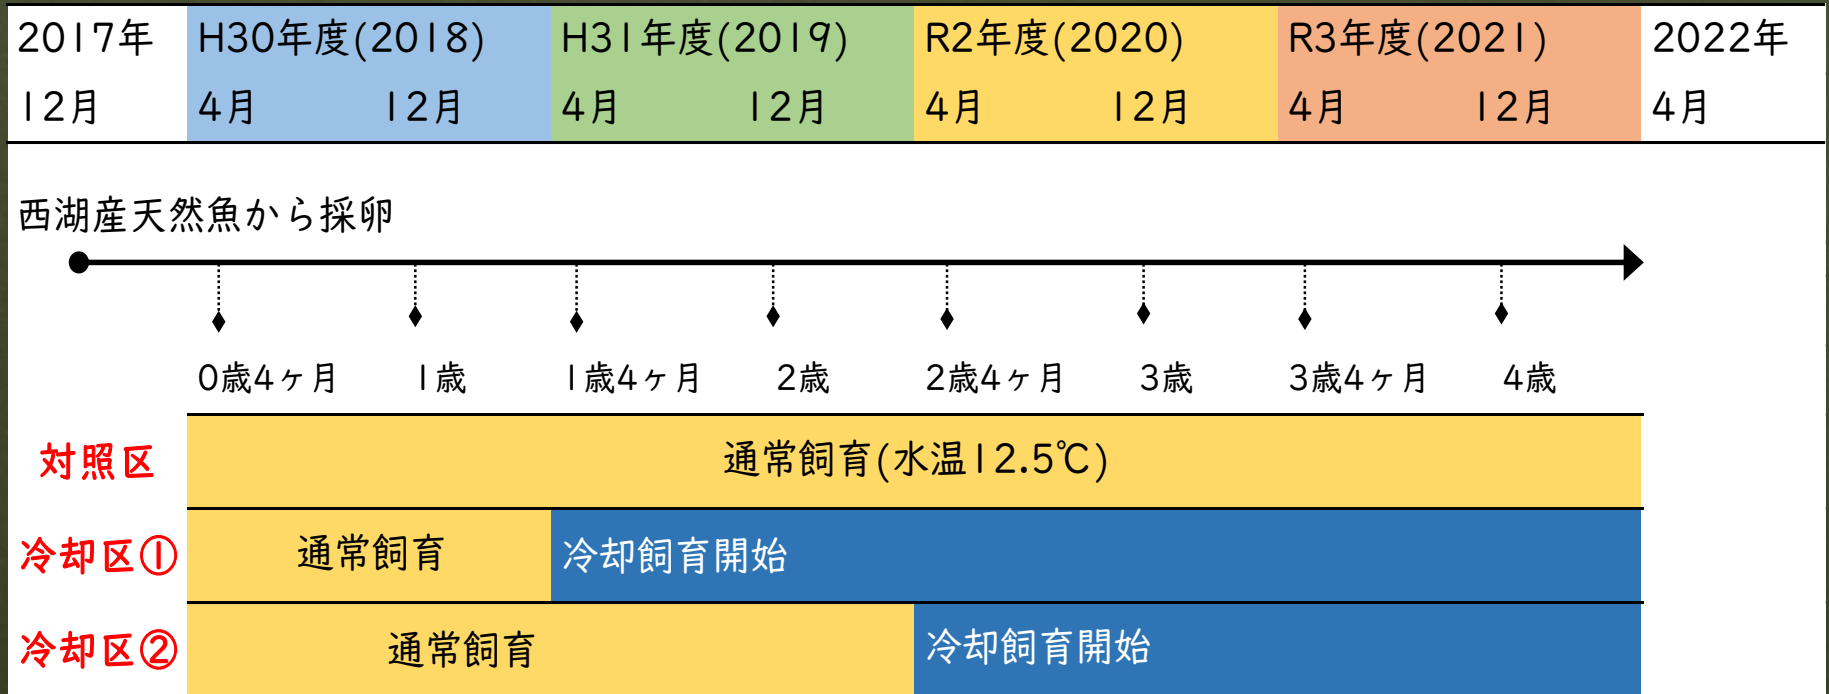 2017年 H30年度(2018) H31年度(2019) R2年度(2020) R3年度(2021) 2022年
12月 4月 12月 4月 12月 4月 12月 4月 12月 4月
西湖産天然魚から採卵
0歳4ヶ月 1歳 1歳4ヶ月 2歳 2歳4ヶ月 3歳 3歳4ヶ月 4歳
対照区 通常飼育(水温12.5℃)
冷却区① 通常飼育 冷却飼育開始
冷却区② 通常飼育 冷却飼育開始